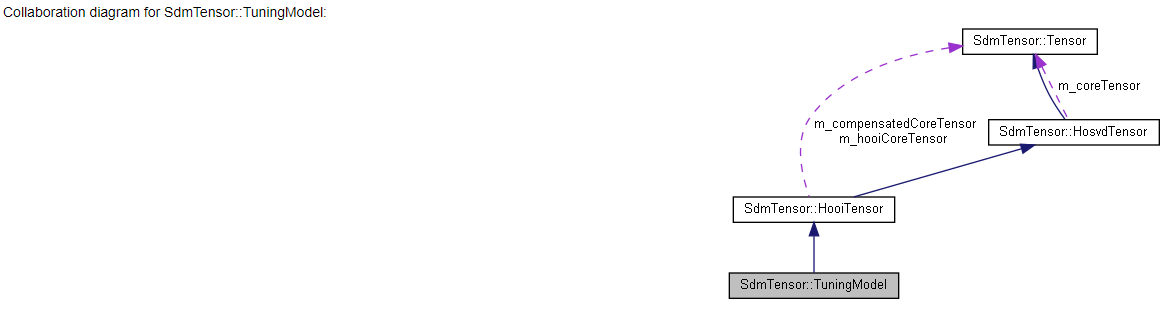 Collaboration diagram for SdmTensor::TuningModel:
SdmTensor::Tensor
m_coreTensor
m_compensatedCoreTensor
m_hooiCoreTensor
SdmTensor::HosvdTensor
SdmTensor::HooiTensor
SdmTensor::TuningModel